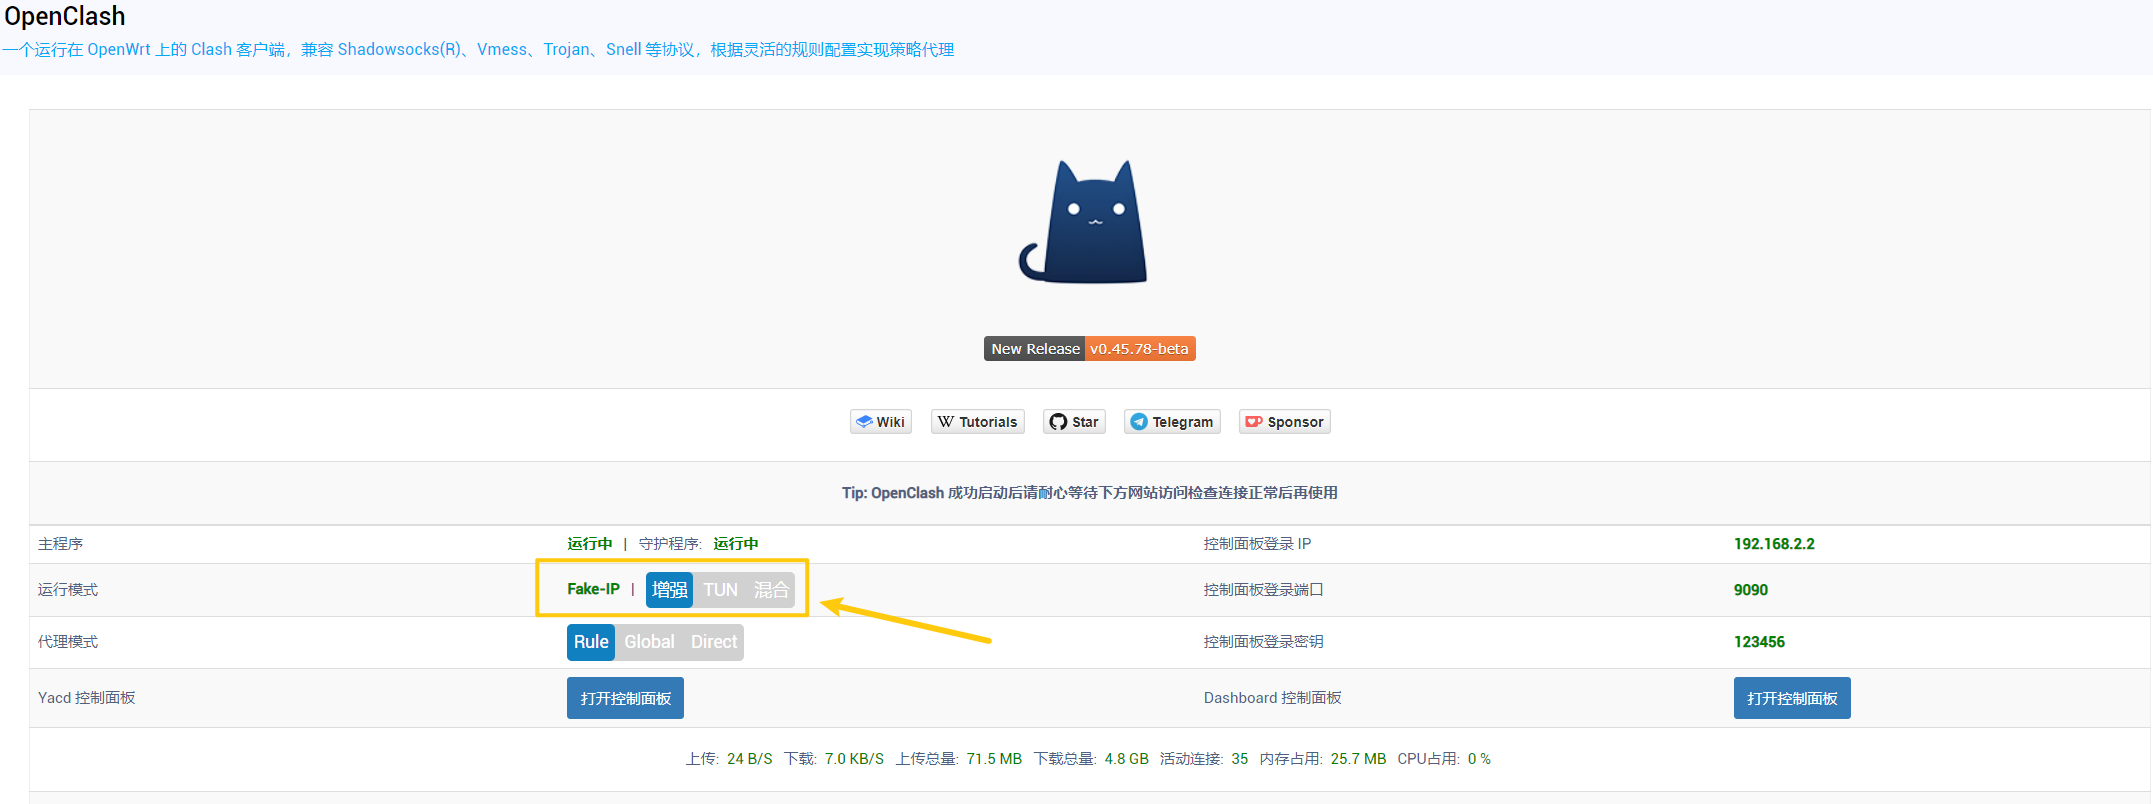 OpenClash
一个运行在 OpenWrt 上的 Clash 客户端，兼容 Shadowsocks(R)、Vmess、Trojan、Snell 等协议，根据灵活的规则配置实现策略代理
New Release v0.45.78-beta
Wiki Tutorials Star Telegram Sponsor
Tip: OpenClash 成功启动后请耐心等待下方网站访问检查连接正常后再使用
主程序 运行中 | 守护程序: 运行中 控制面板登录 IP 192.168.2.2
运行模式 Fake-IP | 增强 TUN 混合 控制面板登录端口 9090
代理模式 Rule Global Direct 控制面板登录密钥 123456
Yacd 控制面板 打开控制面板 Dashboard 控制面板 打开控制面板
上传: 24 B/S 下载: 7.0 KB/S 上传总量: 71.5 MB 下载总量: 4.8 GB 活动连接: 35 内存占用: 25.7 MB CPU占用: 0 %